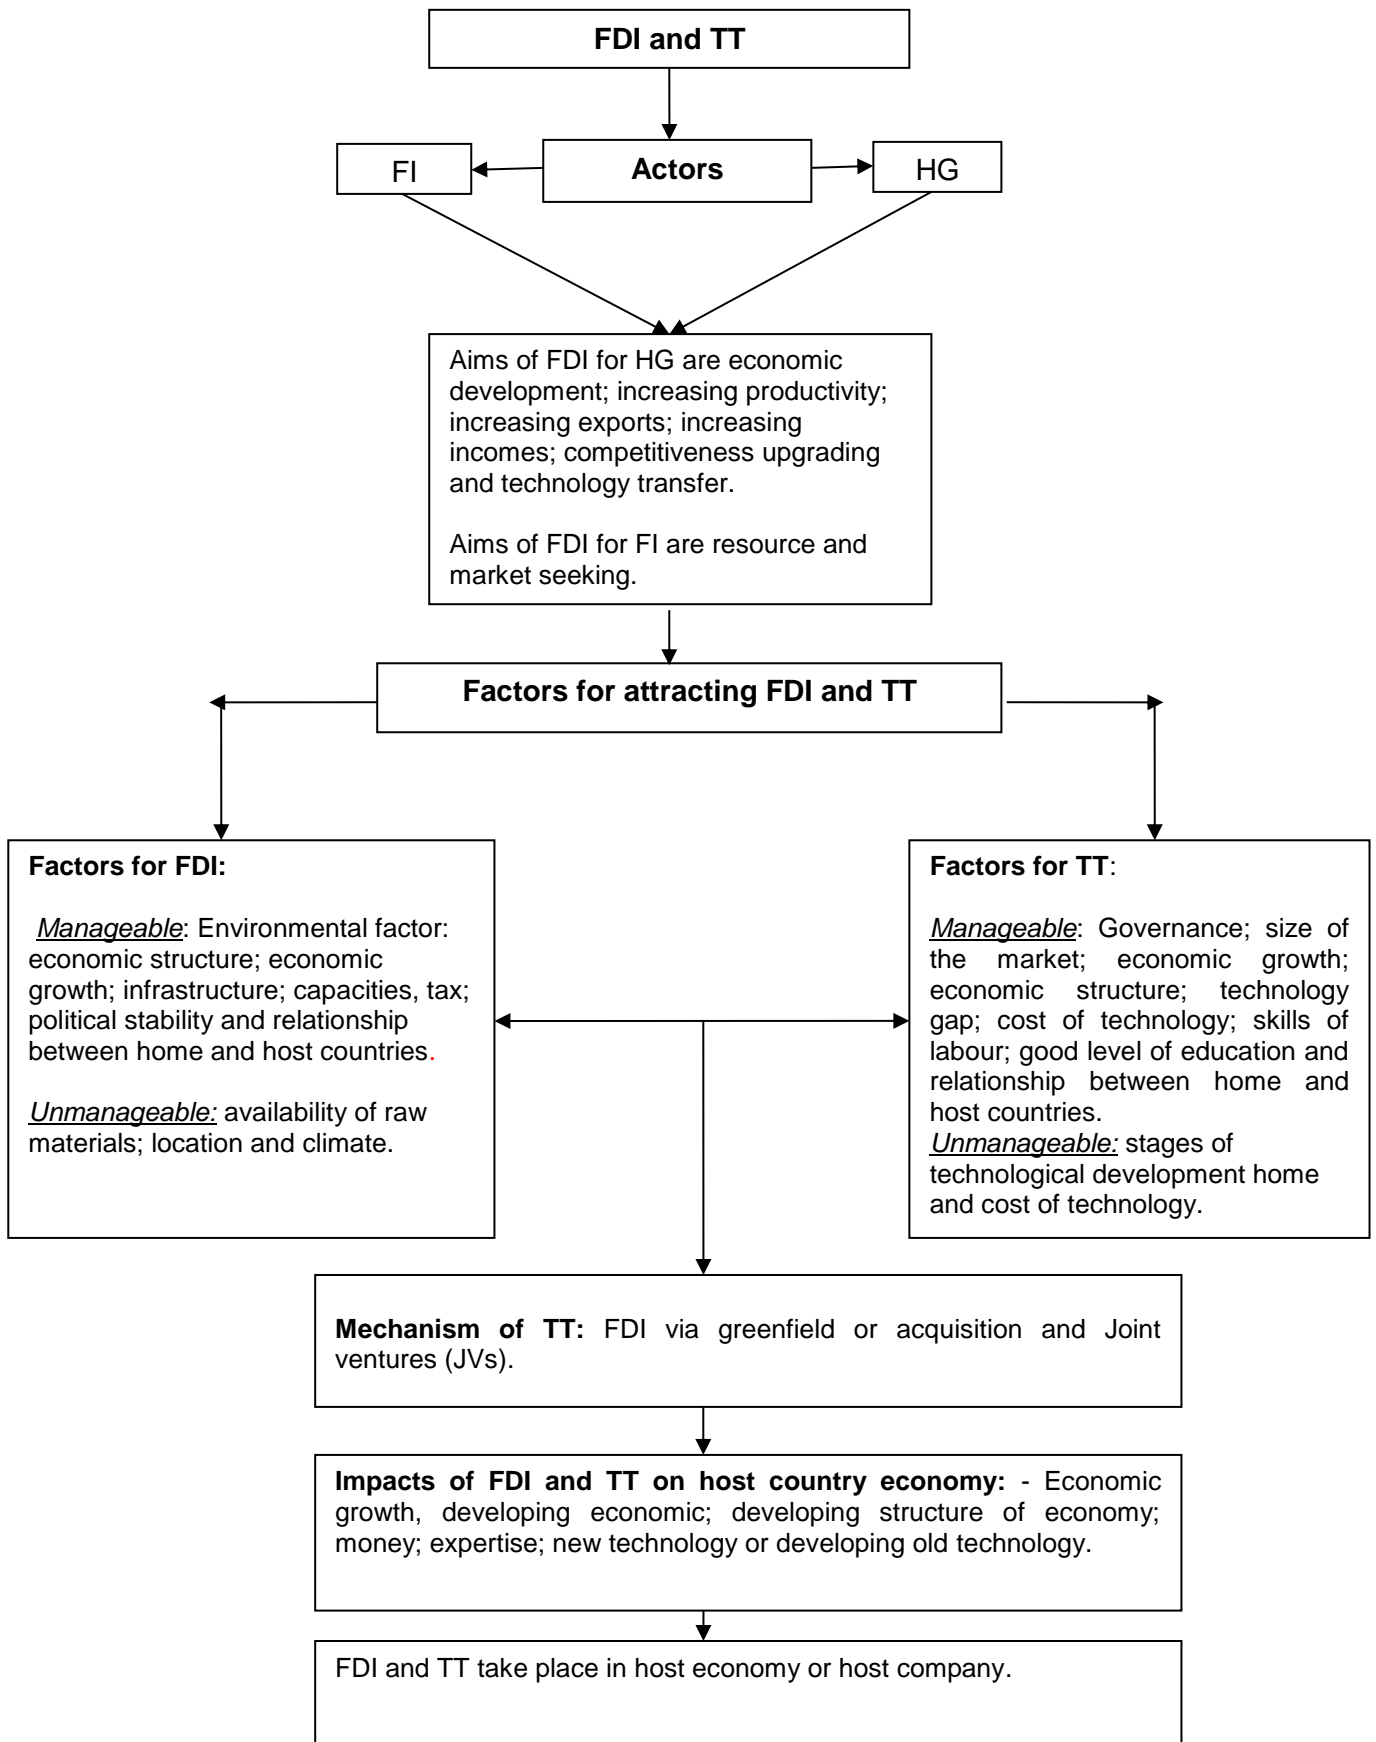 FDI and TT
FI
Actors
HG
Aims of FDI for HG are economic
development; increasing productivity;
increasing exports; increasing
incomes; competitiveness upgrading
and technology transfer.
Aims of FDI for FI are resource and
market seeking.
Factors for attracting FDI and TT
Factors for FDI:
Manageable: Environmental factor:
economic structure; economic
growth; infrastructure; capacities, tax;
political stability and relationship
between home and host countries.
Unmanageable: availability of raw
materials; location and climate.
Factors for TT:
Manageable: Governance; size of
the market; economic growth;
economic structure; technology
gap; cost of technology; skills of
labour; good level of education and
relationship between home and
host countries.
Unmanageable: stages of
technological development home
and cost of technology.
Mechanism of TT: FDI via greenfield or acquisition and Joint
ventures (JVs).
Impacts of FDI and TT on host country economy: - Economic
growth, developing economic; developing structure of economy;
money; expertise; new technology or developing old technology.
FDI and TT take place in host economy or host company.